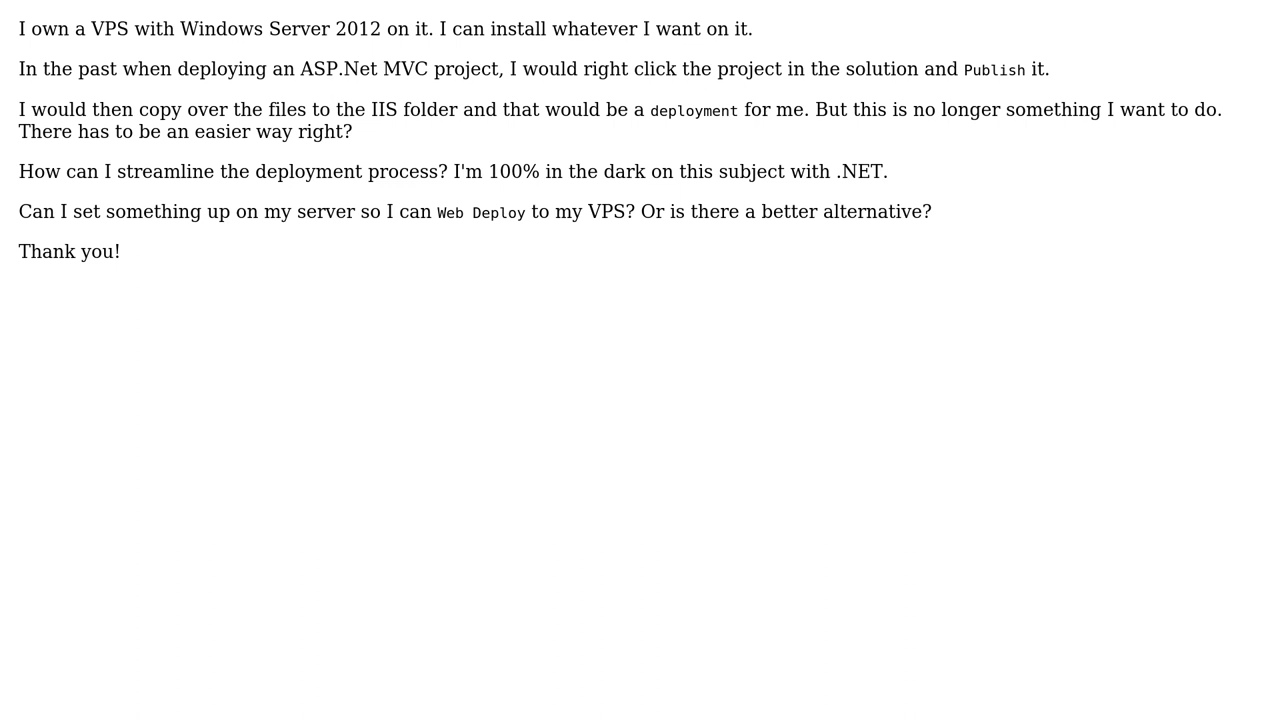 I own a VPS with Windows Server 2012 on it. I can install whatever I want on it.
In the past when deploying an ASP.Net MVC project, I would right click the project in the solution and Publish it.
I would then copy over the files to the IIS folder and that would be a deployment for me. But this is no longer something I want to do.
There has to be an easier way right?
How can I streamline the deployment process? I'm 100% in the dark on this subject with .NET.
Can I set something up on my server so I can Web Deploy to my VPS? Or is there a better alternative?
Thank you!